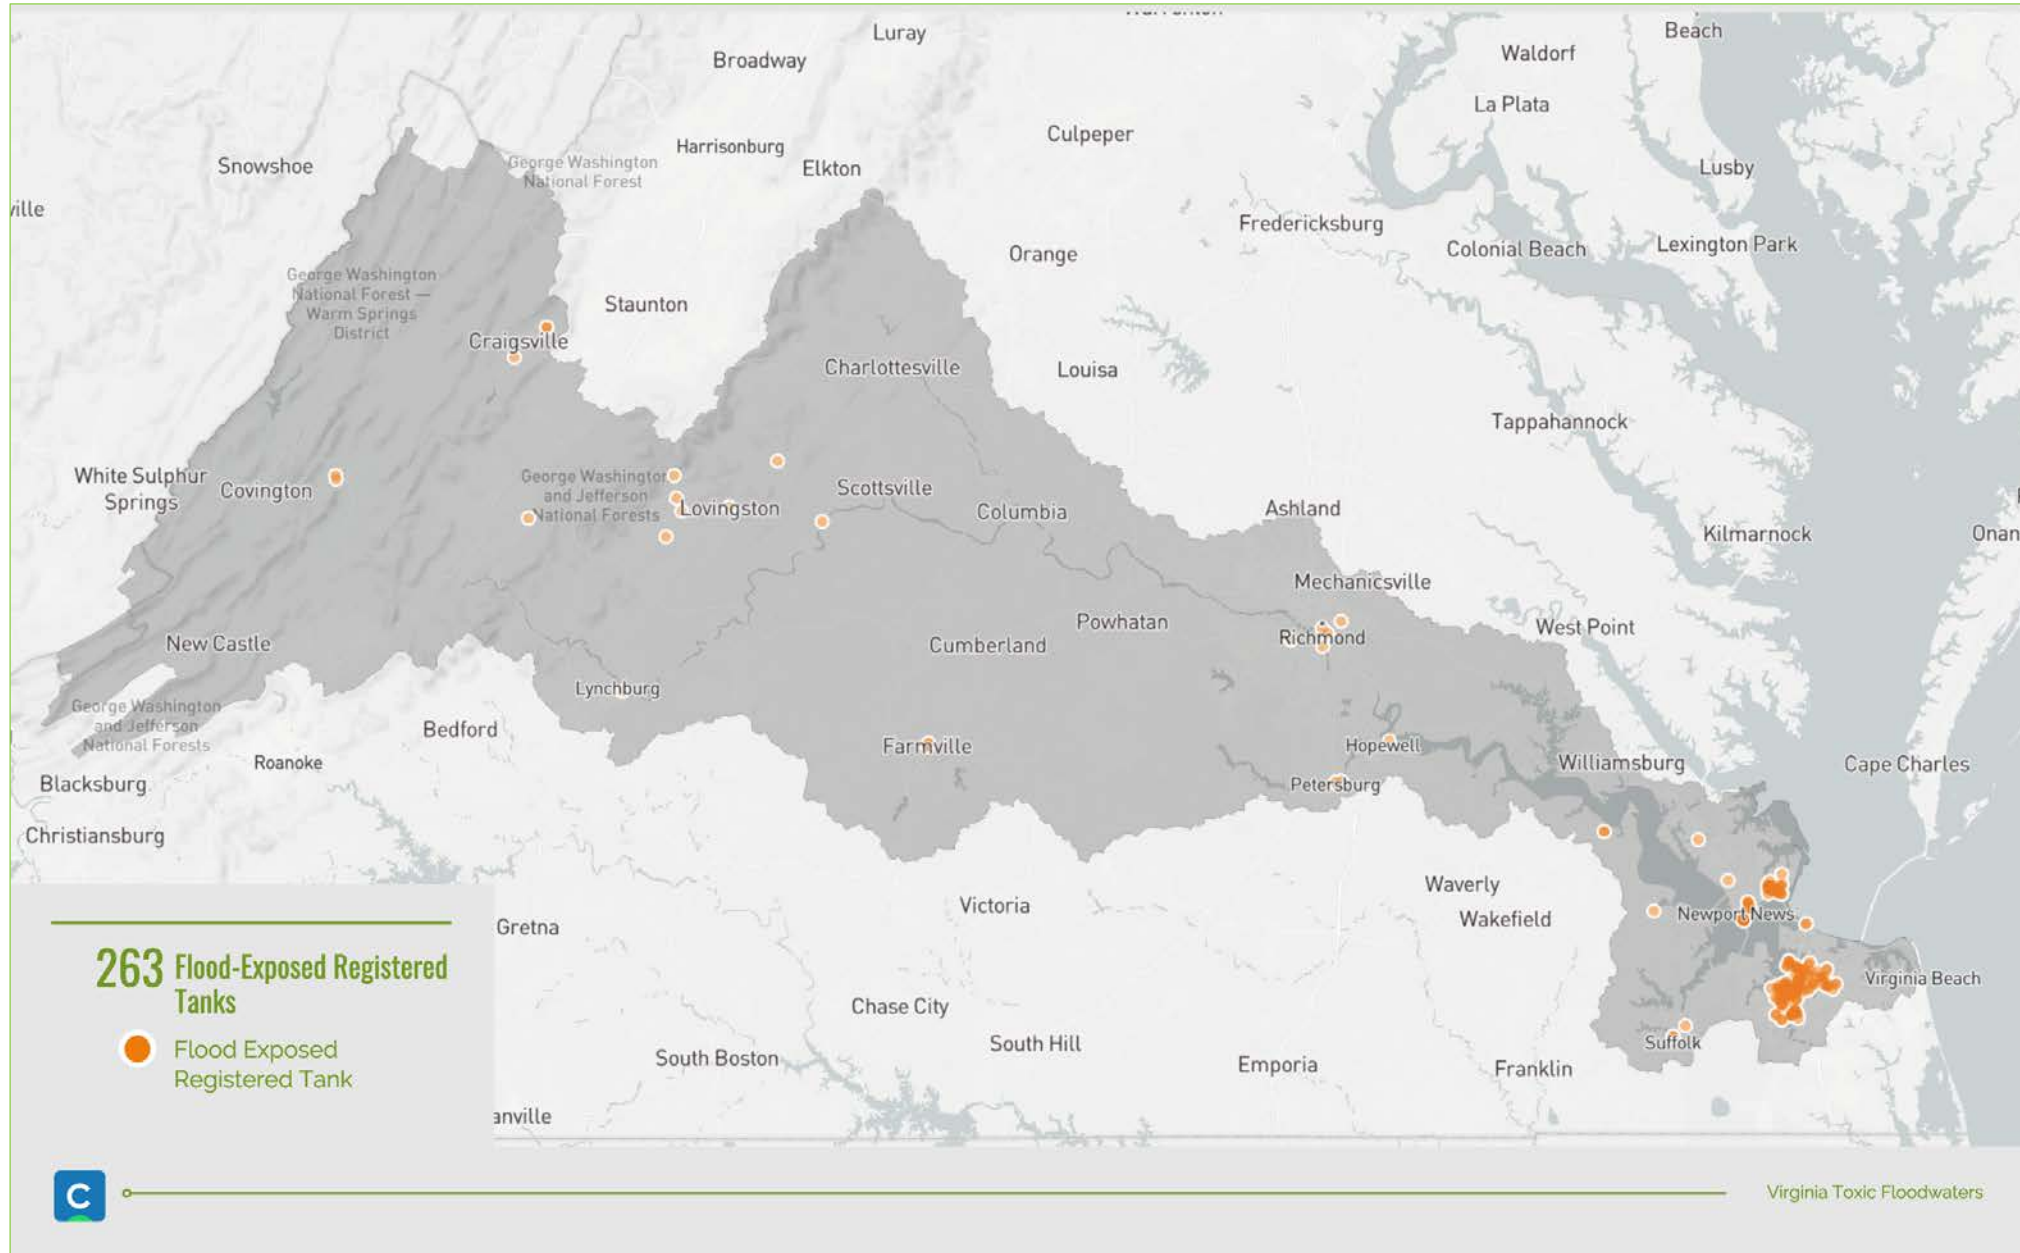 Luray
Broadway
Waldorf
Beach
La Plata
Harrisonburg
Culpeper
Snowshoe
George Washington
National Forest
Elkton
Lusby
ville
Fredericksburg
Orange
Colonial Beach
Lexington Park
George Washington
National Forest —
Warm Springs
District
Staunton
Craigsville
Charlottesville
Louisa
Tappahannock
White Sulphur
Springs
Covington
George Washington
and Jefferson
National Forests
Lovingston
Scottsville
Columbia
Ashland
Kilmarnock
Onan
Mechanicsville
Powhatan
Richmond
West Point
New Castle
Cumberland
Lynchburg
George Washington
and Jefferson
National Forests
Bedford
Farmville
Hopewell
Roanoke
Williamsburg
Cape Charles
Blacksburg
Petersburg
Christiansburg
Waverly
Victoria
Newport News
Wakefield
Gretna
263 Flood-Exposed Registered
Tanks
Virginia Beach
Chase City
Flood Exposed
Registered Tank
South Boston
South Hill
Suffolk
Emporia
Franklin
anville
C
Virginia Toxic Floodwaters